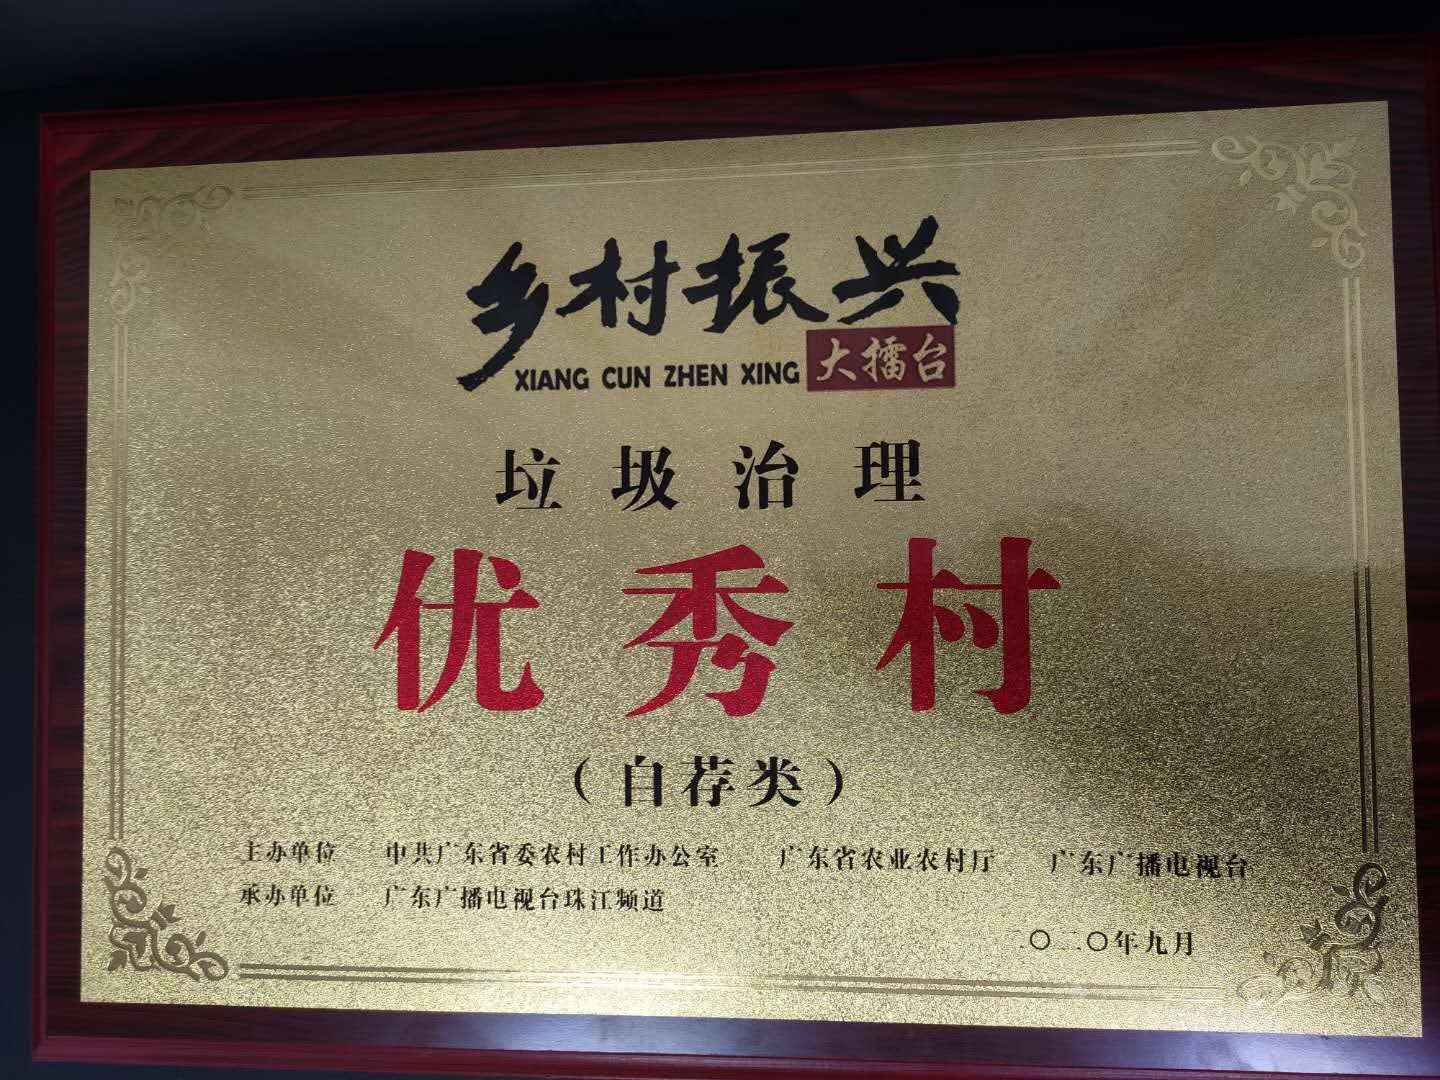 乡村振兴
XIANG CUN ZHEN XING 大擂台
垃圾治理
优秀村
（自荐类）
主办单位 中共广东省委农村工作办公室 广东省农业农村厅 广东广播电视台
承办单位 广东广播电视台珠江频道
二〇二〇年九月